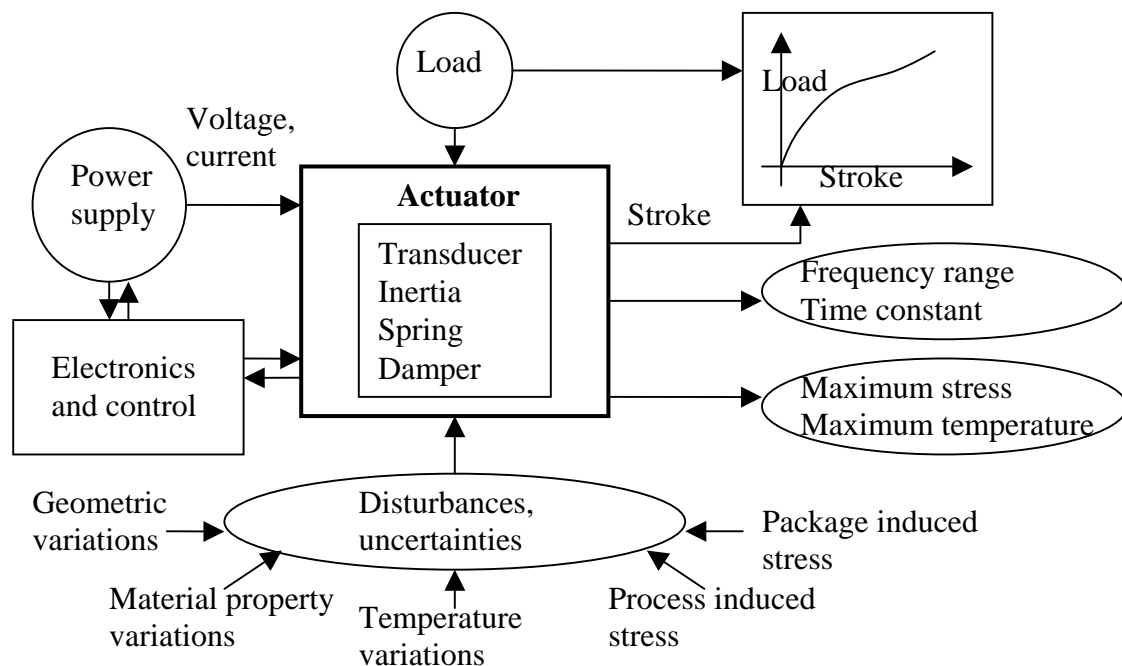 Load
Load
Stroke
Voltage,
current
Power
supply
Actuator
Transducer
Inertia
Spring
Damper
Stroke
Frequency range
Time constant
Electronics
and control
Maximum stress
Maximum temperature
Geometric
variations
Disturbances,
uncertainties
Package induced
stress
Material property
variations
Temperature
variations
Process induced
stress